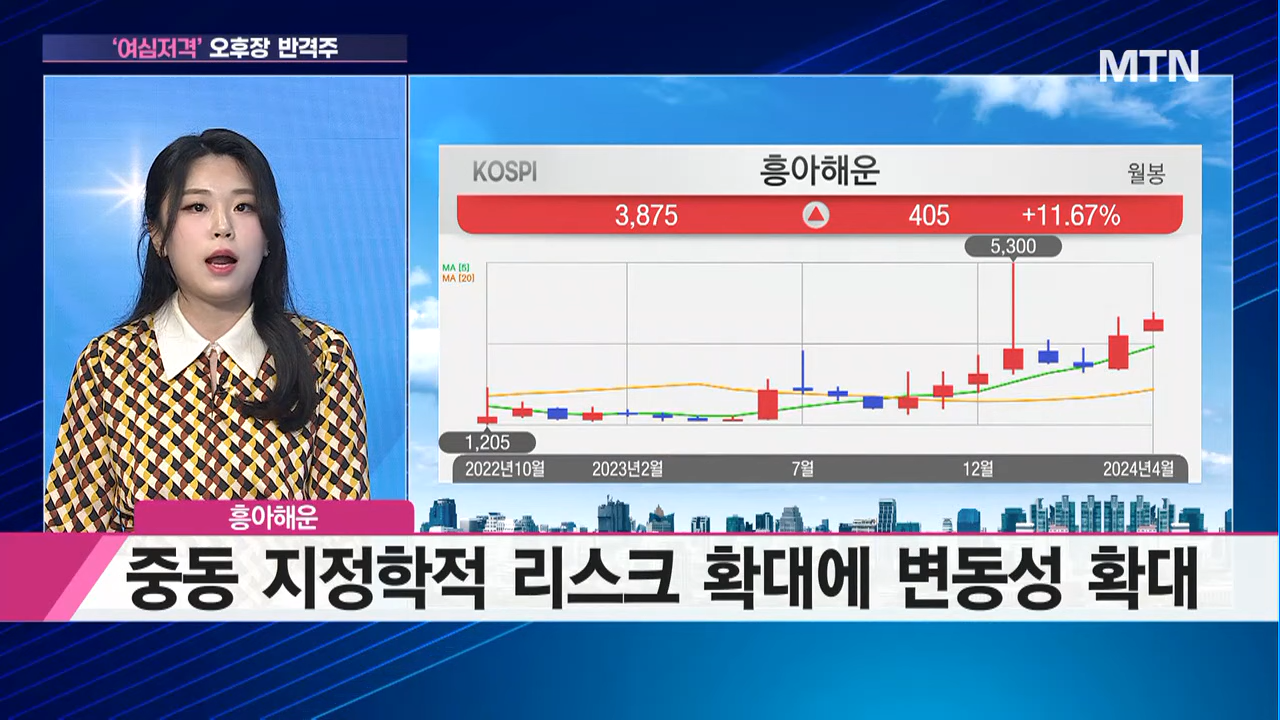 ‘여심저격’ 오후장 반격주
MTN
KOSPI 흥아해운 월봉
3,875 405 +11.67%
5,300
MA [5]
MA [20]
1,205
2022년10월 2023년2월 7월 12월 2024년4월
흥아해운
중동 지정학적 리스크 확대에 변동성 확대